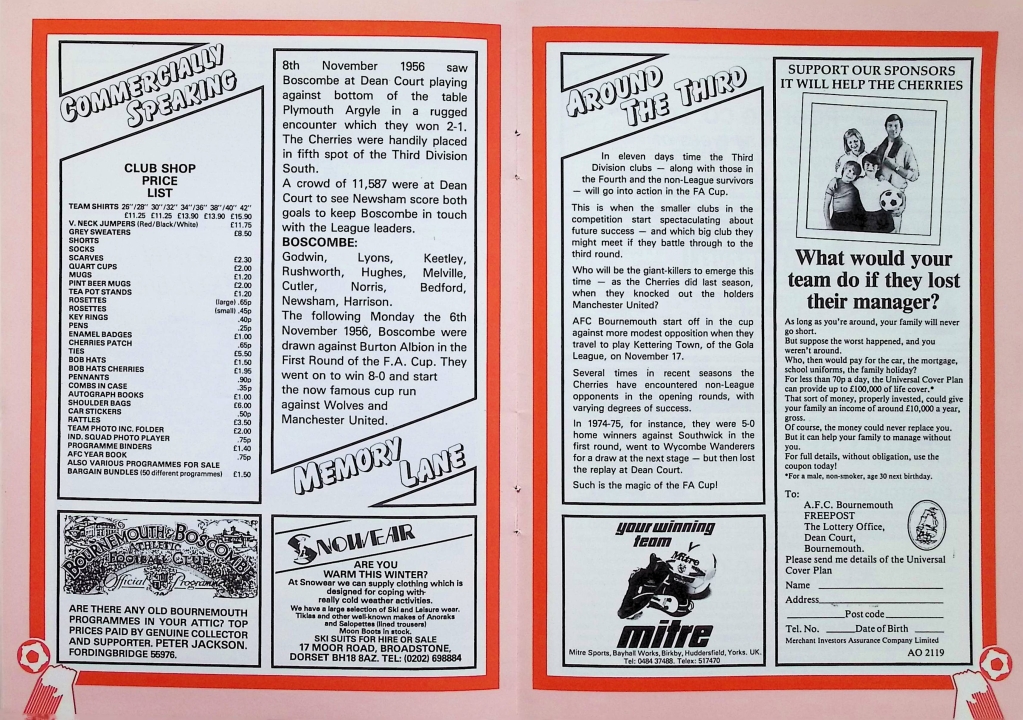 COMMERCIALLY
SPEAKING
CLUB SHOP
PRICE
LIST
TEAM SHIRTS 26"/28" 30"/32" 34"/36" 38"/40" 42"
£11.25 £11.25 £13.90 £13.90 £15.90
V. NECK JUMPERS (Red/Black/White) £11.75
GREY SWEATERS £8.50
SHORTS
SOCKS
SCARVES £2.30
QUART CUPS £2.00
MUGS £1.20
PINT BEER MUGS £2.00
TEA POT STANDS £1.20
ROSETTES (large) .65p
ROSETTES (small) .45p
KEY RINGS .40p
PENS .25p
ENAMEL BADGES £1.00
CHERRIES PATCH .65p
TIES £5.50
BOB HATS £1.50
BOB HATS CHERRIES £1.95
PENNANTS .90p
COMBS IN CASE .35p
AUTOGRAPH BOOKS £1.00
SHOULDER BAGS £6.00
CAR STICKERS .50p
RATTLES £3.50
TEAM PHOTO INC. FOLDER £2.00
IND. SQUAD PHOTO PLAYER .75p
PROGRAMME BINDERS £1.40
AFC YEAR BOOK .75p
ALSO VARIOUS PROGRAMMES FOR SALE
BARGAIN BUNDLES (50 different programmes) £1.50
BOURNEMOUTH & BOSCOMBE
ATHLETIC
FOOTBALL CLUB
Official Programme
ARE THERE ANY OLD BOURNEMOUTH
PROGRAMMES IN YOUR ATTIC? TOP
PRICES PAID BY GENUINE COLLECTOR
AND SUPPORTER. PETER JACKSON.
FORDINGBRIDGE 55976.
8th November 1956 saw
Boscombe at Dean Court playing
against bottom of the table
Plymouth Argyle in a rugged
encounter which they won 2-1.
The Cherries were handily placed
in fifth spot of the Third Division
South.
A crowd of 11,587 were at Dean
Court to see Newsham score both
goals to keep Boscombe in touch
with the League leaders.
BOSCOMBE:
Godwin, Lyons, Keetley,
Rushworth, Hughes, Melville,
Cutler, Norris, Bedford,
Newsham, Harrison.
The following Monday the 6th
November 1956, Boscombe were
drawn against Burton Albion in the
First Round of the F.A. Cup. They
went on to win 8-0 and start
the now famous cup run
against Wolves and
Manchester United.
MEMORY
LANE
SNOWEAR
ARE YOU
WARM THIS WINTER?
At Snowear we can supply clothing which is
designed for coping with
really cold weather activities.
We have a large selection of Ski and Leisure wear.
Tiklas and other well-known makes of Anoraks
and Salopettes (lined trousers)
Moon Boots in stock.
SKI SUITS FOR HIRE OR SALE
17 MOOR ROAD, BROADSTONE,
DORSET BH18 8AZ. TEL: (0202) 698884
AROUND
THE THIRD
In eleven days time the Third
Division clubs — along with those in
the Fourth and the non-League survivors
— will go into action in the FA Cup.
This is when the smaller clubs in the
competition start spectaculating about
future success — and which big club they
might meet if they battle through to the
third round.
Who will be the giant-killers to emerge this
time — as the Cherries did last season,
when they knocked out the holders
Manchester United?
AFC Bournemouth start off in the cup
against more modest opposition when they
travel to play Kettering Town, of the Gola
League, on November 17.
Several times in recent seasons the
Cherries have encountered non-League
opponents in the opening rounds, with
varying degrees of success.
In 1974-75, for instance, they were 5-0
home winners against Southwick in the
first round, went to Wycombe Wanderers
for a draw at the next stage — but then lost
the replay at Dean Court.
Such is the magic of the FA Cup!
your winning
team
Mitre
mitre
Mitre Sports, Bayhall Works, Birkby, Huddersfield, Yorks. UK.
Tel: 0484 37488. Telex: 517470
SUPPORT OUR SPONSORS
IT WILL HELP THE CHERRIES
What would your
team do if they lost
their manager?
As long as you're around, your family will never
go short.
But suppose the worst happened, and you
weren't around.
Who, then would pay for the car, the mortgage,
school uniforms, the family holiday?
For less than 70p a day, the Universal Cover Plan
can provide up to £100,000 of life cover.*
That sort of money, properly invested, could give
your family an income of around £10,000 a year,
gross.
Of course, the money could never replace you.
But it can help your family to manage without
you.
For full details, without obligation, use the
coupon today!
*For a male, non-smoker, age 30 next birthday.
To:
A.F.C. Bournemouth
FREEPOST
The Lottery Office,
Dean Court,
Bournemouth.
Please send me details of the Universal
Cover Plan
Name
Address
Post code
Tel. No. Date of Birth
Merchant Investors Assurance Company Limited
AO 2119